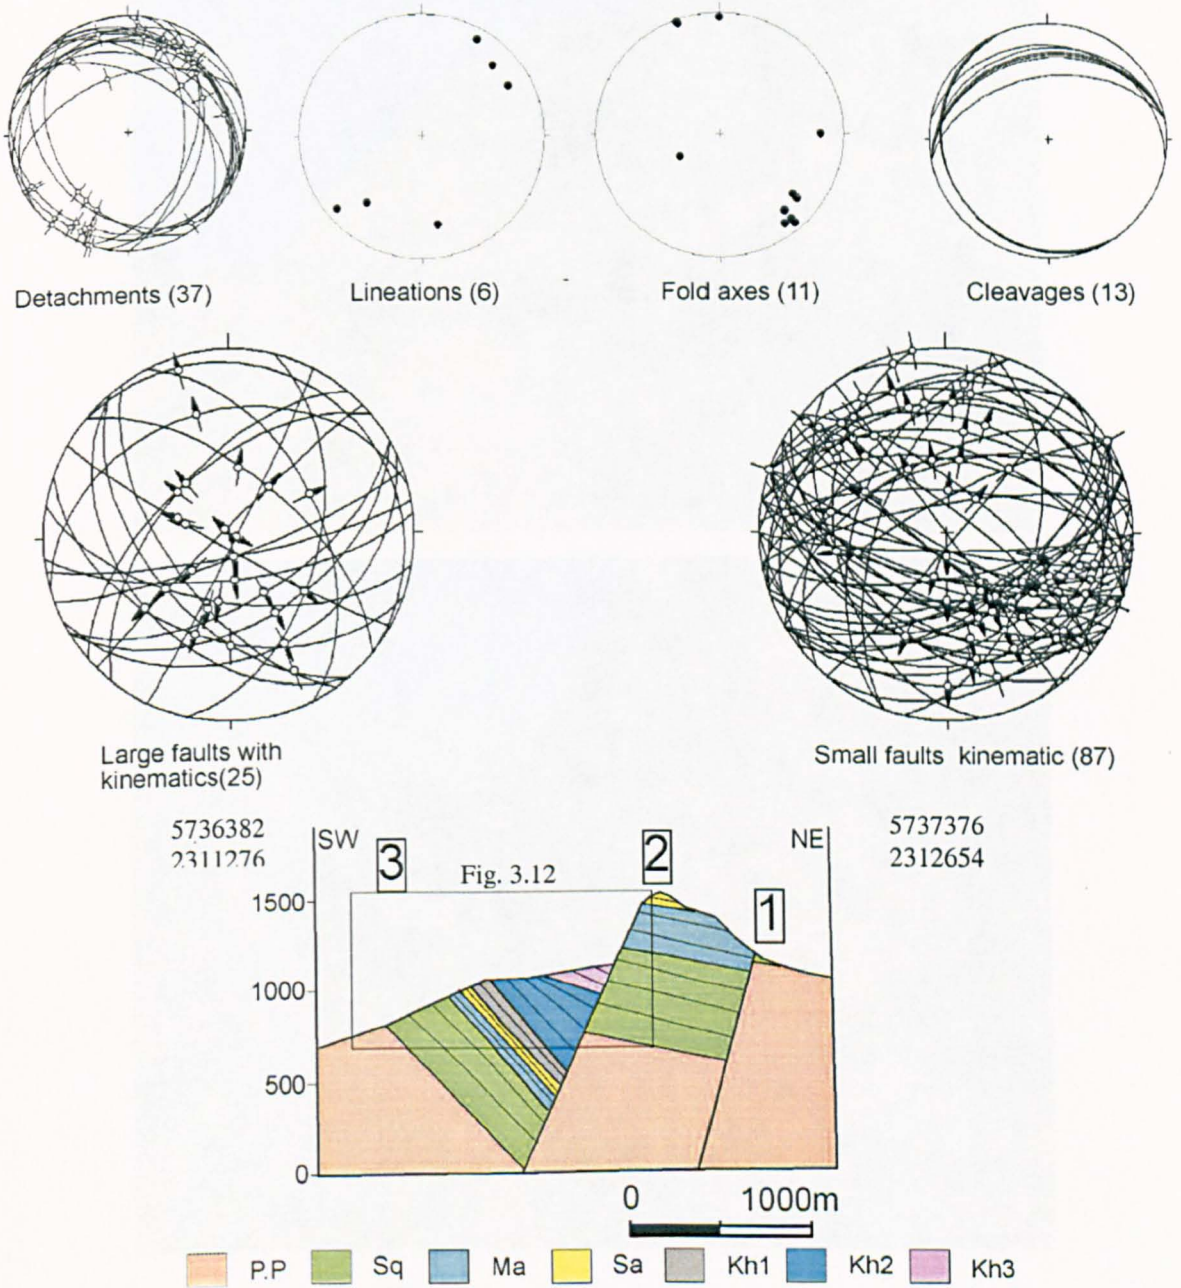 Detachments (37)
Lineations (6)
Fold axes (11)
Cleavages (13)
Large faults with
kinematics(25)
Small faults kinematic (87)
5736382
2311276
5737376
2312654
SW
NE
3
Fig. 3.12
2
1
1500
1000
500
0
0 1000m
P.P
Sq
Ma
Sa
Kh1
Kh2
Kh3